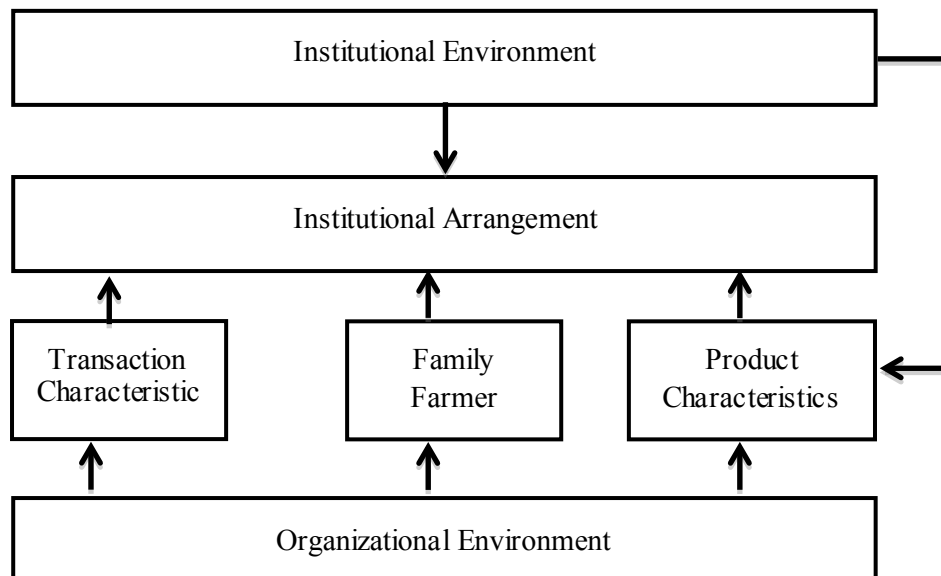 Institutional Environment
Institutional Arrangement
Transaction
Characteristic
Family
Farmer
Product
Characteristics
Organizational Environment